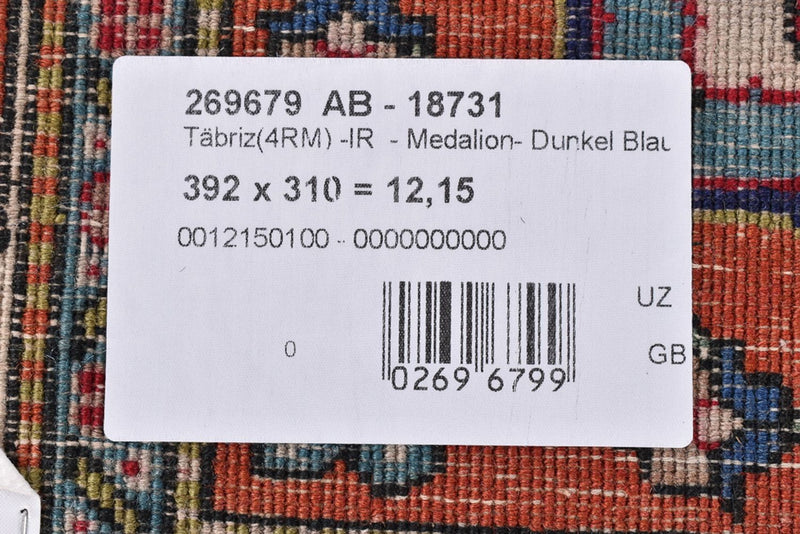 269679 AB - 18731
Täbriz(4RM) -IR - Medalion- Dunkel Blau
392 x 310 = 12,15
0012150100 - 0000000000
UZ
0
GB
0269 6799